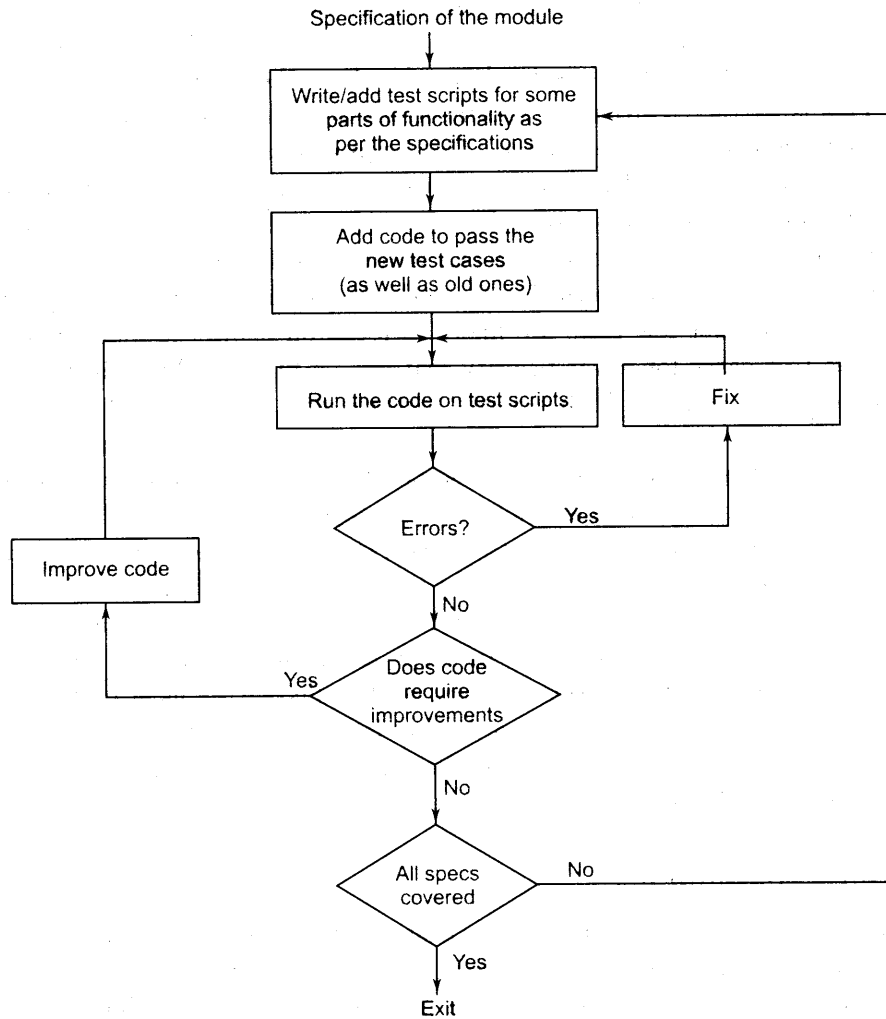 Specification of the module
Write/add test scripts for some
parts of functionality as
per the specifications
Add code to pass the
new test cases
(as well as old ones)
Run the code on test scripts.
Fix
Errors?
Yes
Improve code
No
Does code
require
improvements
Yes
No
All specs
covered
No
Yes
Exit